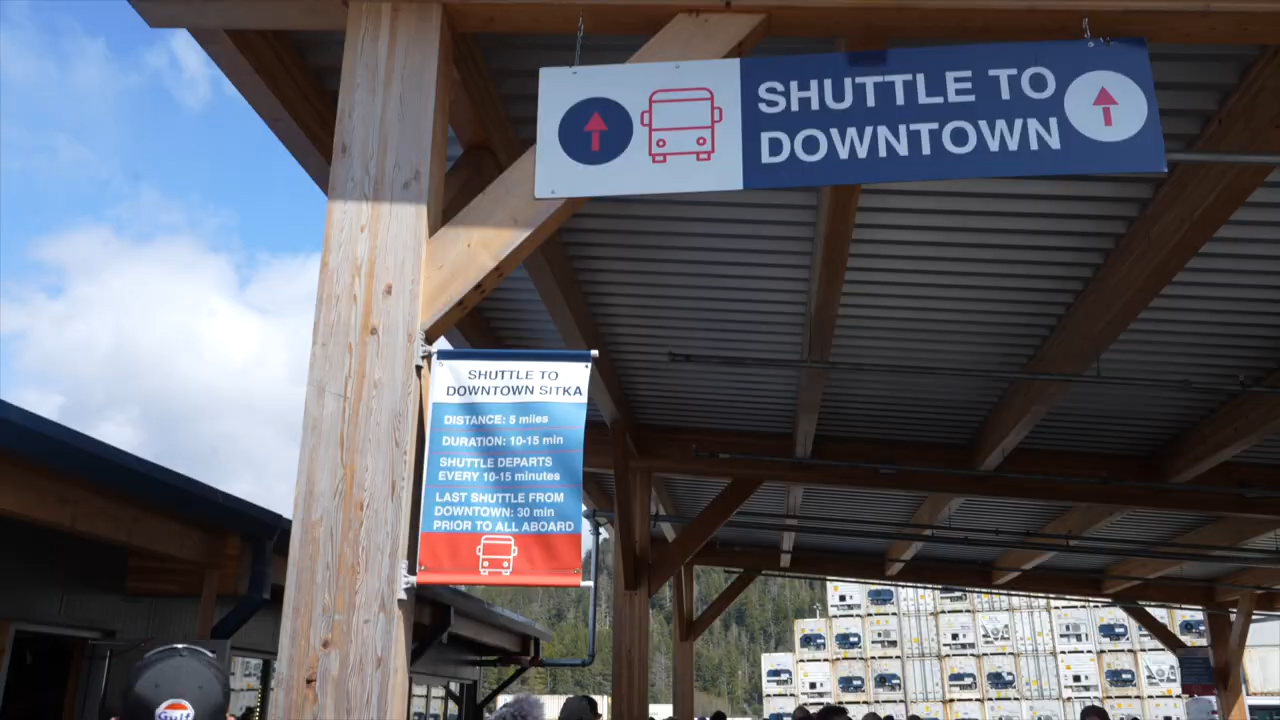 SHUTTLE TO
DOWNTOWN
SHUTTLE TO
DOWNTOWN SITKA
DISTANCE: 5 miles
DURATION: 10-15 min
SHUTTLE DEPARTS
EVERY 10-15 minutes
LAST SHUTTLE FROM
DOWNTOWN: 30 min
PRIOR TO ALL ABOARD
Gulf